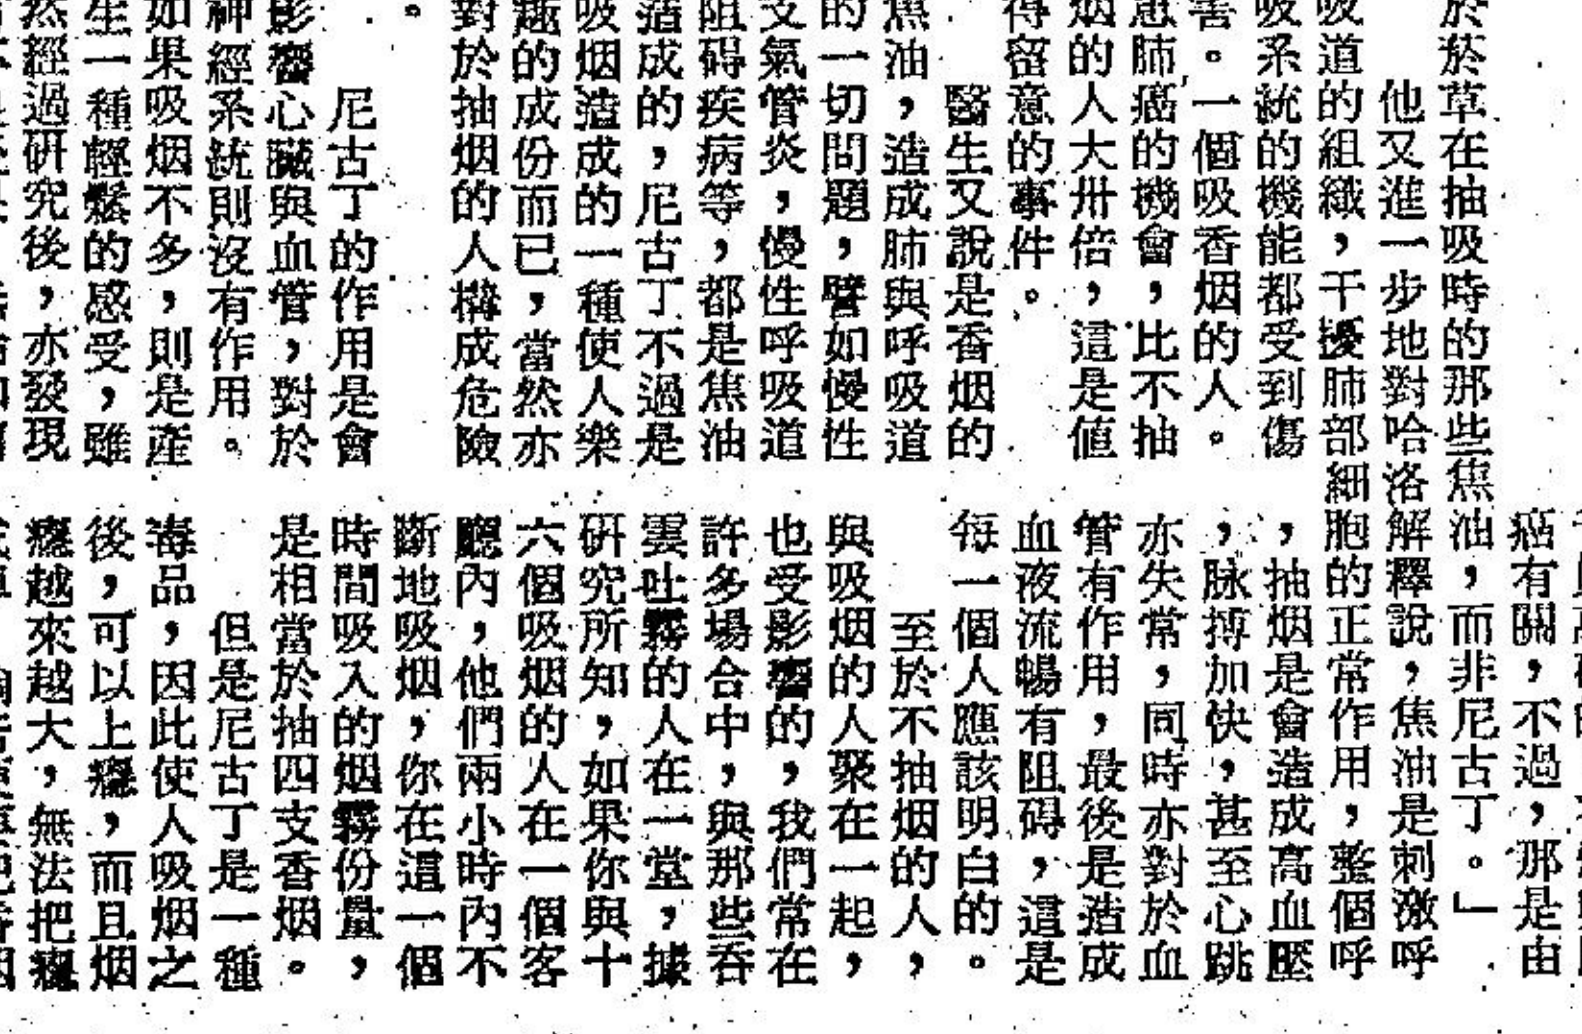 癌有關，不過，那是由
於菸草在抽吸時的那些焦油，而非尼古丁。」
他又進一步地對哈洛解釋說，焦油是刺激呼
吸道的組織，干擾肺部細胞的正常作用，整個呼
吸系統的機能都受到傷
害。一個吸香烟的人。
患肺癌的機會，比不抽
烟的人大卅倍，這是值
得留意的事件。
醫生又說是香烟的
焦油，造成肺與呼吸道
的一切問題，譬如慢性
支氣管炎，慢性呼吸道
阻碍疾病等，都是焦油
造成的，尼古丁不過是
吸烟造成的一種使人樂
越的成份而已，當然亦
對於抽烟的人構成危險
。
尼古丁的作用是會
影響心臟與血管，對於
神經系統則沒有作用。
如果吸烟不多，則是產
生一種輕鬆的感受，雖
然經過研究後，亦發現
，抽烟是會造成高血壓
，脉搏加快，甚至心跳
亦失常，同時亦對於血
管有作用，最後是造成
血液流暢有阻碍，這是
每一個人應該明白的。
至於不抽烟的人，
與吸烟的人聚在一起，
也受影響的，我們常在
許多場合中，與那些吞
雲吐霧的人在一堂，據
研究所知，如果你與十
六個吸烟的人在一個客
廳內，他們兩小時內不
斷地吸烟，你在這一個
時間吸入的烟霧份量，
是相當於抽四支香烟。
但是尼古丁是一種
毒品，因此使人吸烟之
後，可以上癮，而且烟
癮越來越大，無法把癮